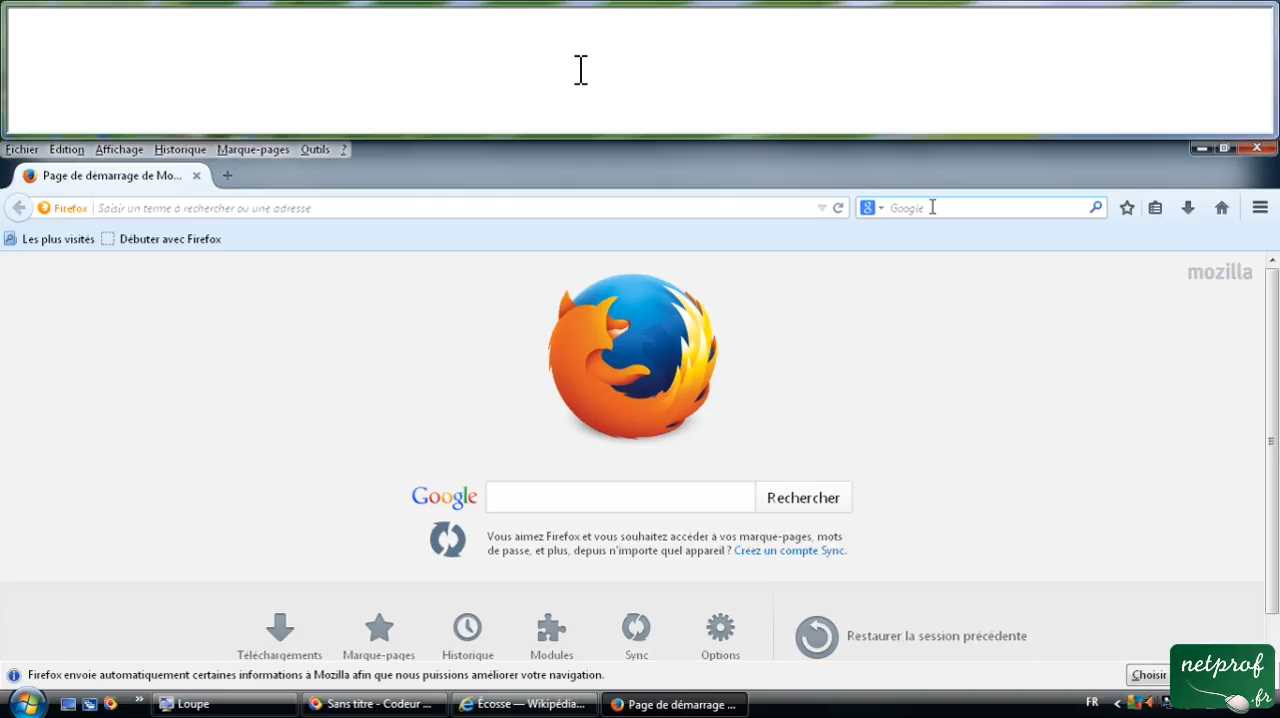 Fichier Edition Affichage Historique Marque-pages Outils ?
Page de démarrage de Mo...
Firefox Saisir un terme à rechercher ou une adresse
Google
Les plus visités Débuter avec Firefox
mozilla
Google Rechercher
Vous aimez Firefox et vous souhaitez accéder à vos marque-pages, mots
de passe, et plus, depuis n'importe quel appareil ? Créez un compte Sync.
Téléchargements Marque-pages Historique Modules Sync Options
Restaurer la session précédente
Firefox envoie automatiquement certaines informations à Mozilla afin que nous puissions améliorer votre navigation.
Choisir
netprof
.fr
Loupe Sans titre - Codeur ... Écosse — Wikipédia... Page de démarrage ... FR